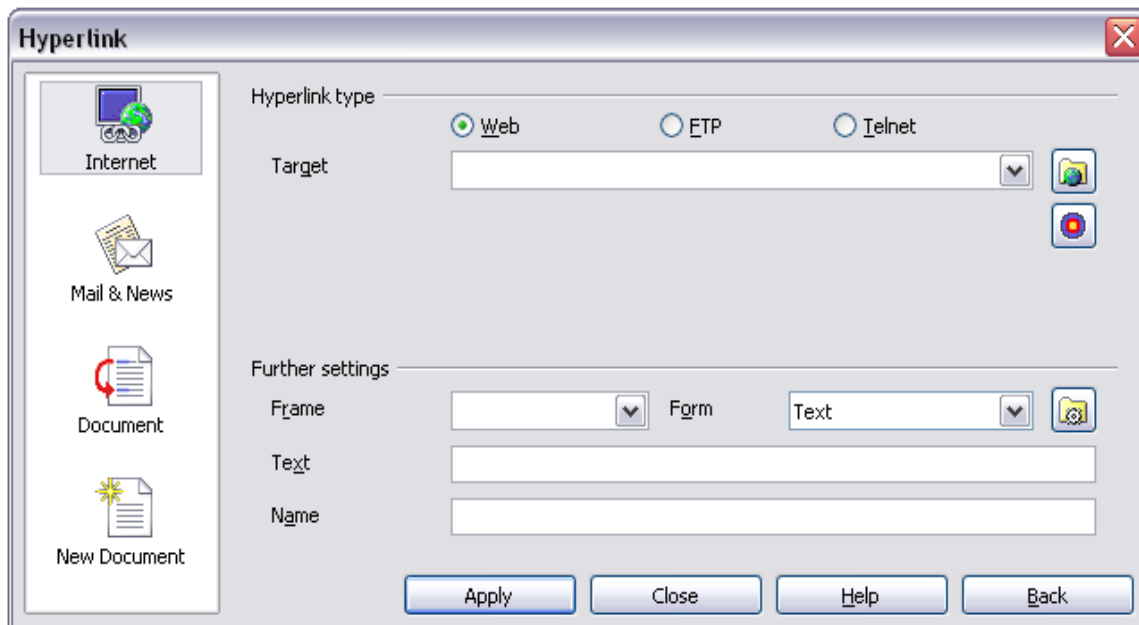 Hyperlink
Internet
Mail & News
Document
New Document
Hyperlink type
Web FTP Telnet
Target
Further settings
Frame Form Text
Text
Name
Apply Close Help Back